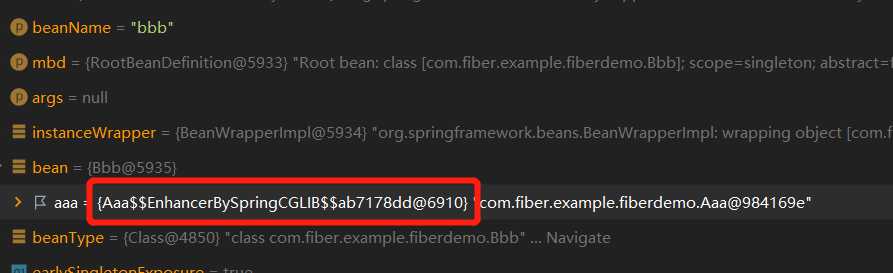 beanName = "bbb"
mbd = {RootBeanDefinition@5933} "Root bean: class [com.fiber.example.fiberdemo.Bbb]; scope=singleton; abstract=f
args = null
instanceWrapper = {BeanWrapperImpl@5934} "org.springframework.beans.BeanWrapperImpl: wrapping object [com.f
bean = {Bbb@5935}
aaa = {Aaa$$EnhancerBySpringCGLIB$$ab7178dd@6910} "com.fiber.example.fiberdemo.Aaa@984169e"
beanType = {Class@4850} "class com.fiber.example.fiberdemo.Bbb" ... Navigate
earlySingletonExposure = true